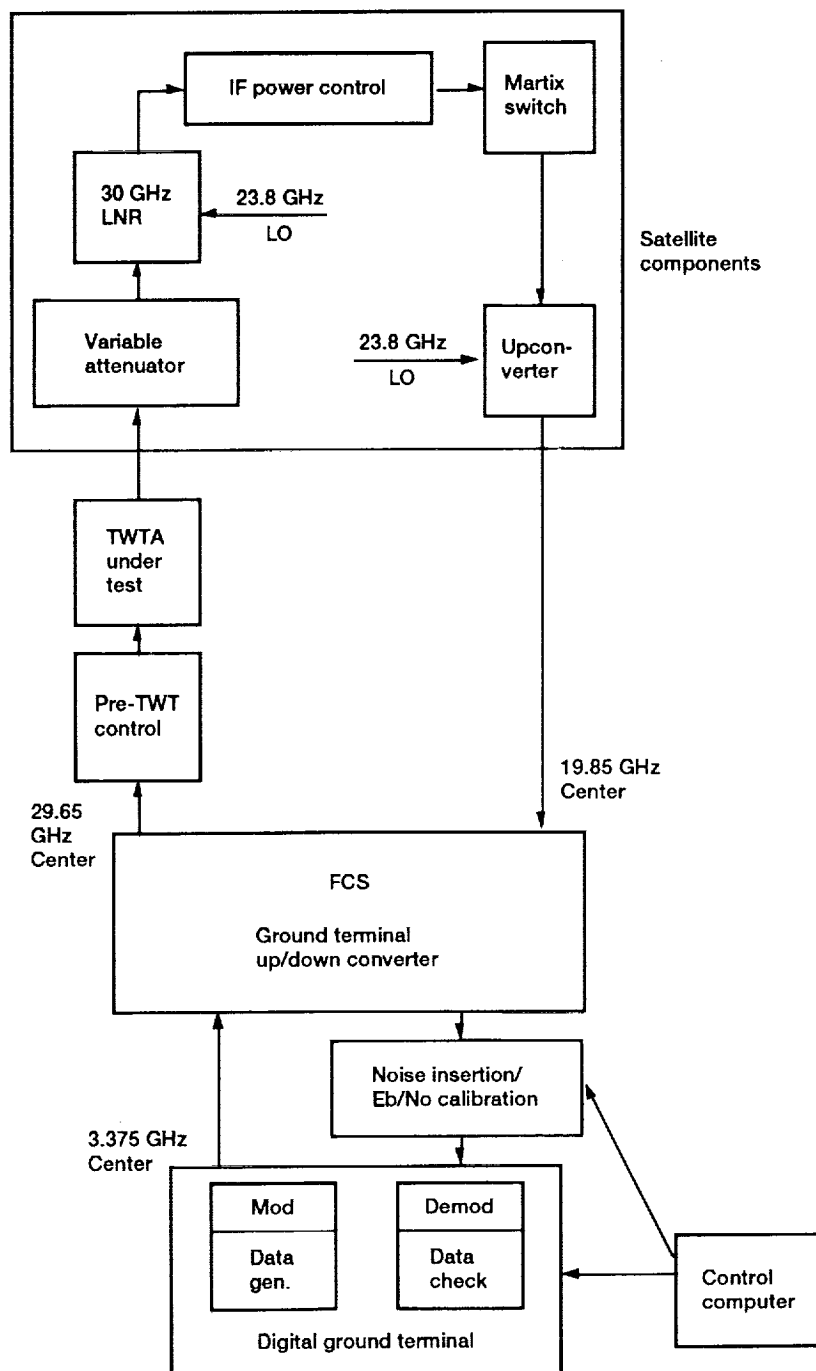 IF power control
Martix
switch
30 GHz
LNR
23.8 GHz
LO
Satellite
components
Variable
attenuator
23.8 GHz
LO
Upcon-
verter
TWTA
under
test
Pre-TWT
control
29.65
GHz
Center
19.85 GHz
Center
FCS
Ground terminal
up/down converter
Noise insertion/
Eb/No calibration
3.375 GHz
Center
Mod
Data
gen.
Demod
Data
check
Digital ground terminal
Control
computer